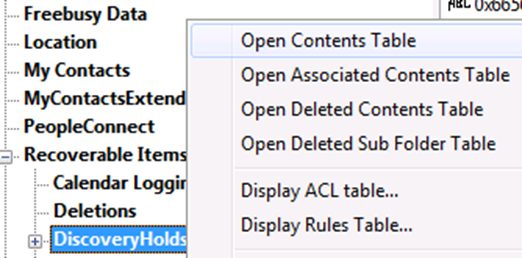 Freebusy Data
Location
My Contacts
MyContactsExtend
PeopleConnect
Recoverable Items
Calendar Loggin
Deletions
DiscoveryHolds
Open Contents Table
Open Associated Contents Table
Open Deleted Contents Table
Open Deleted Sub Folder Table
Display ACL table...
Display Rules Table...
ABC 0x665